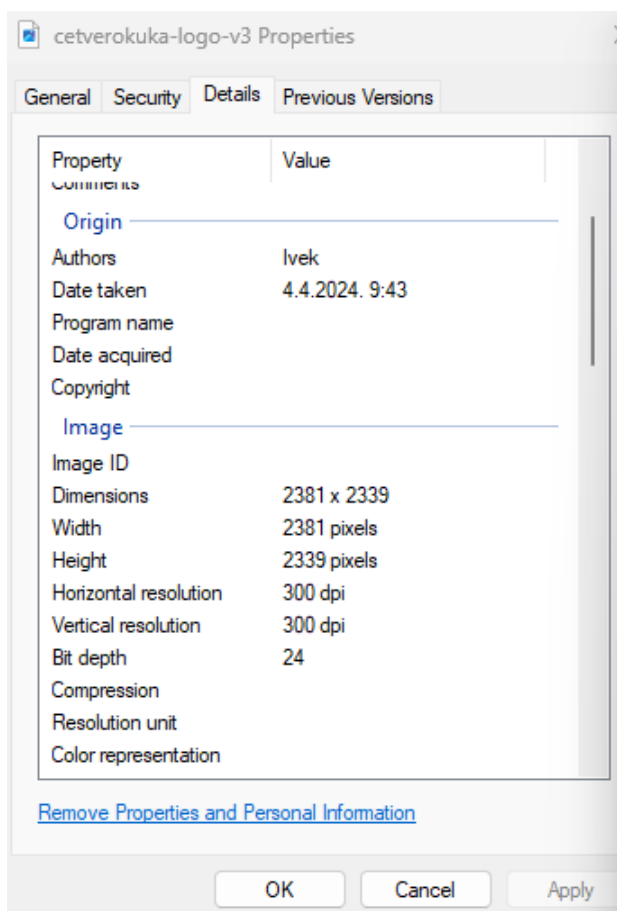 cetverokuka-logo-v3 Properties
General Security Details Previous Versions
Property Value
Comments
Origin
Authors Ivek
Date taken 4.4.2024. 9:43
Program name
Date acquired
Copyright
Image
Image ID
Dimensions 2381 x 2339
Width 2381 pixels
Height 2339 pixels
Horizontal resolution 300 dpi
Vertical resolution 300 dpi
Bit depth 24
Compression
Resolution unit
Color representation
Remove Properties and Personal Information
OK Cancel Apply